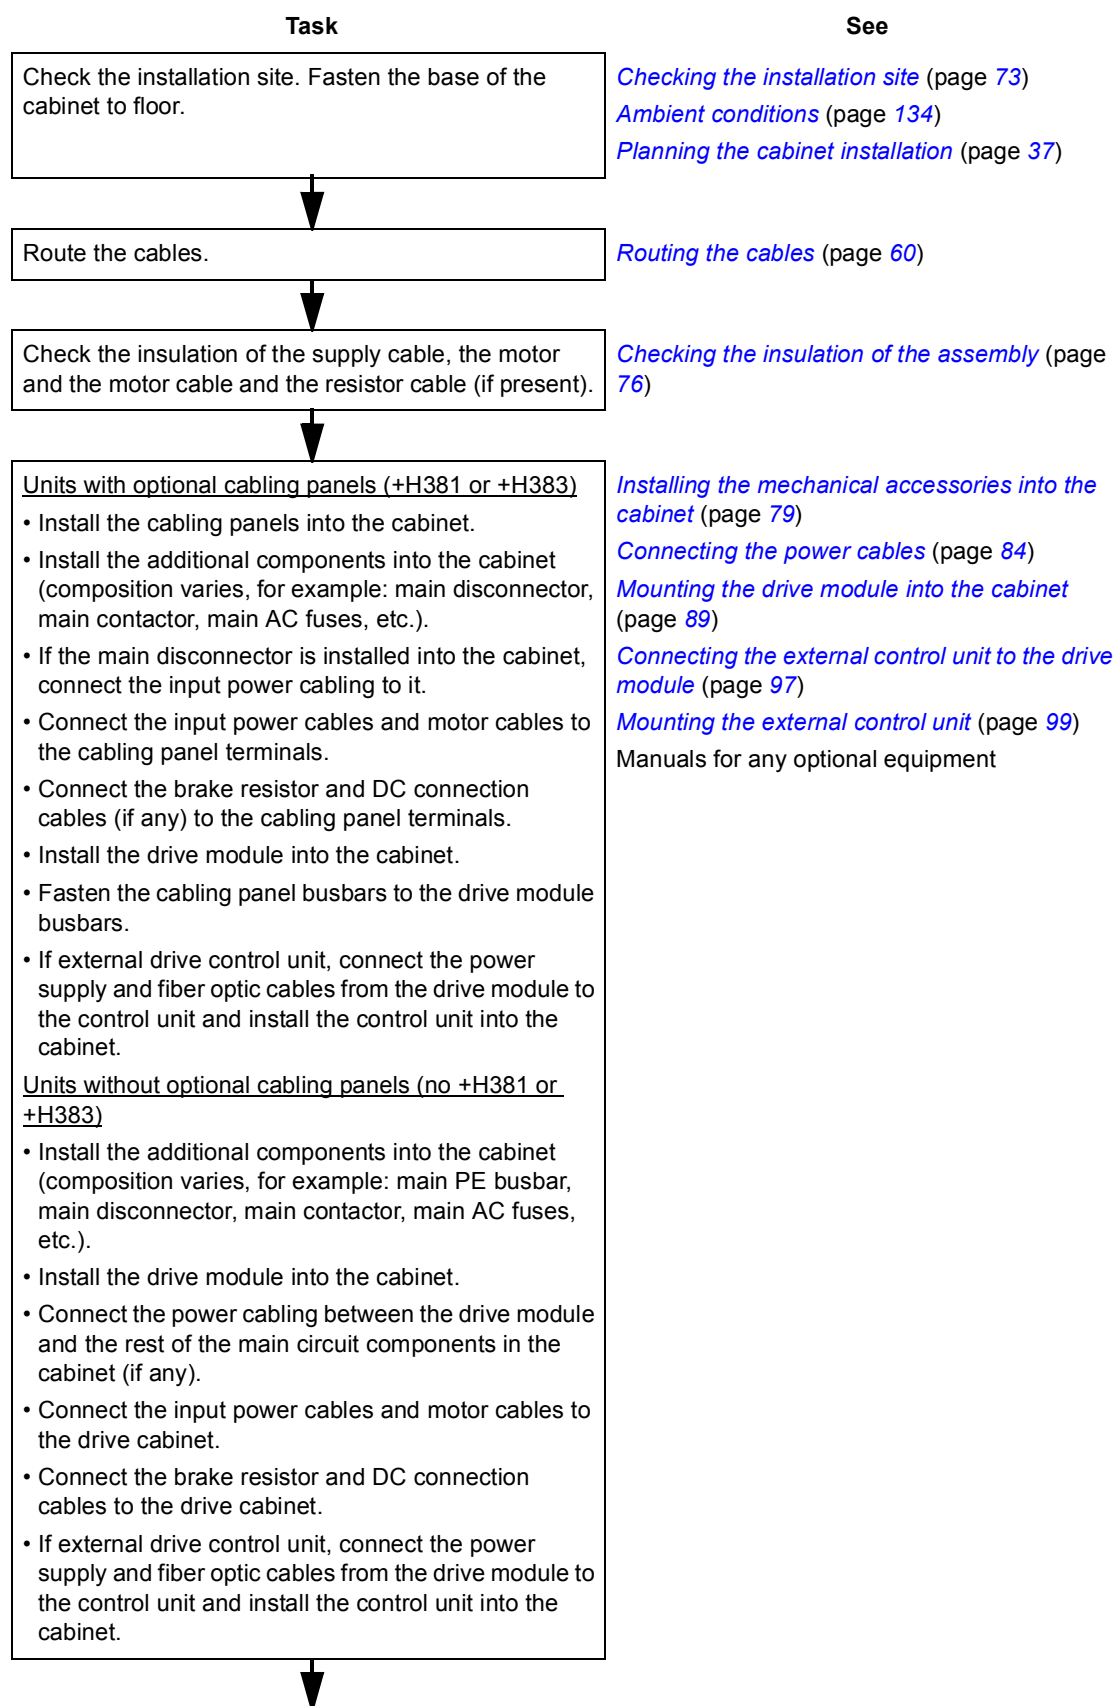 Task
See
Check the installation site. Fasten the base of the
cabinet to floor.
Checking the installation site (page 73)
Ambient conditions (page 134)
Planning the cabinet installation (page 37)
Route the cables.
Routing the cables (page 60)
Check the insulation of the supply cable, the motor
and the motor cable and the resistor cable (if present).
Checking the insulation of the assembly (page
76)
Units with optional cabling panels (+H381 or +H383)
• Install the cabling panels into the cabinet.
• Install the additional components into the cabinet
(composition varies, for example: main disconnector,
main contactor, main AC fuses, etc.).
• If the main disconnector is installed into the cabinet,
connect the input power cabling to it.
• Connect the input power cables and motor cables to
the cabling panel terminals.
• Connect the brake resistor and DC connection
cables (if any) to the cabling panel terminals.
• Install the drive module into the cabinet.
• Fasten the cabling panel busbars to the drive module
busbars.
• If external drive control unit, connect the power
supply and fiber optic cables from the drive module to
the control unit and install the control unit into the
cabinet.
Units without optional cabling panels (no +H381 or
+H383)
• Install the additional components into the cabinet
(composition varies, for example: main PE busbar,
main disconnector, main contactor, main AC fuses,
etc.).
• Install the drive module into the cabinet.
• Connect the power cabling between the drive module
and the rest of the main circuit components in the
cabinet (if any).
• Connect the input power cables and motor cables to
the drive cabinet.
• Connect the brake resistor and DC connection
cables to the drive cabinet.
• If external drive control unit, connect the power
supply and fiber optic cables from the drive module to
the control unit and install the control unit into the
cabinet.
Installing the mechanical accessories into the
cabinet (page 79)
Connecting the power cables (page 84)
Mounting the drive module into the cabinet
(page 89)
Connecting the external control unit to the drive
module (page 97)
Mounting the external control unit (page 99)
Manuals for any optional equipment